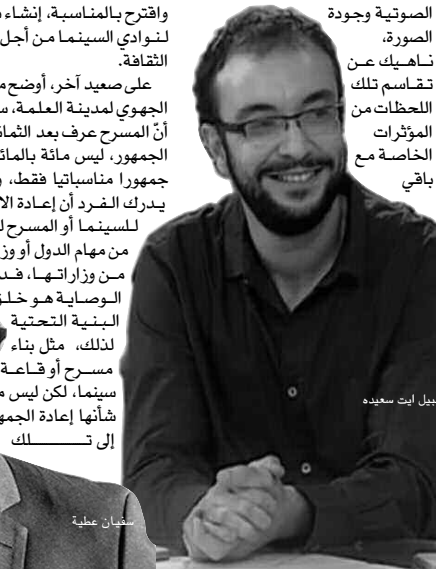 الصوتية وجودة
الصورة،
ناهيك عن
تقاسم تلك
اللحظات من
المؤثرات
الخاصة مع
باقي
واقترح بالمناسبة، إنشاء
لنوادي السينما من أجل
الثقافة.
على صعيد آخر، أوضح
الجهوي لمدينة العلمة،
أنّ المسرح عرف بعد
الجمهور، ليس مائة
جمهورا مناسباتيا فقط،
يدرك الفرد أن إعادة
للسينما أو المسرح
من مهام الدول أو
من وزاراتها،
الوصاية هو
البنية التحتية
لذلك، مثل بناء
مسرح أو قاعة
سينما، لكن ليس
شأنها إعادة
إلى تلك
ايت سعيده
سفيان عطية